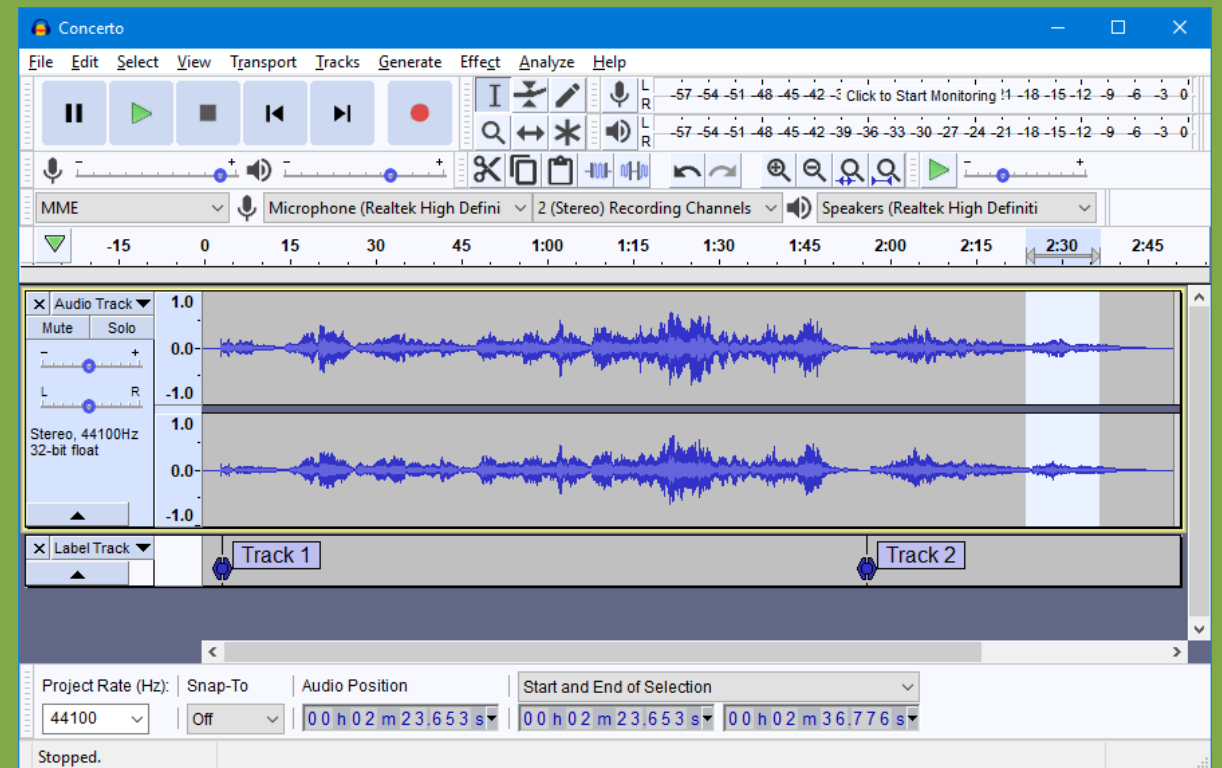 Concerto
File Edit Select View Transport Tracks Generate Effect Analyze Help
L
R
-57 -54 -51 -48 -45 -42 -3 Click to Start Monitoring !1 -18 -15 -12 -9 -6 -3 0
L
R
-57 -54 -51 -48 -45 -42 -39 -36 -33 -30 -27 -24 -21 -18 -15 -12 -9 -6 -3 0
- + - + - +
MME Microphone (Realtek High Defini 2 (Stereo) Recording Channels Speakers (Realtek High Definiti
-15 0 15 30 45 1:00 1:15 1:30 1:45 2:00 2:15 2:30 2:45
Audio Track
Mute Solo
- +
L R
Stereo, 44100Hz
32-bit float
1.0
0.0
-1.0
1.0
0.0
-1.0
Label Track
Track 1 Track 2
Project Rate (Hz): Snap-To Audio Position Start and End of Selection
44100 Off 00 h 02 m 23.653 s 00 h 02 m 23.653 s 00 h 02 m 36.776 s
Stopped.